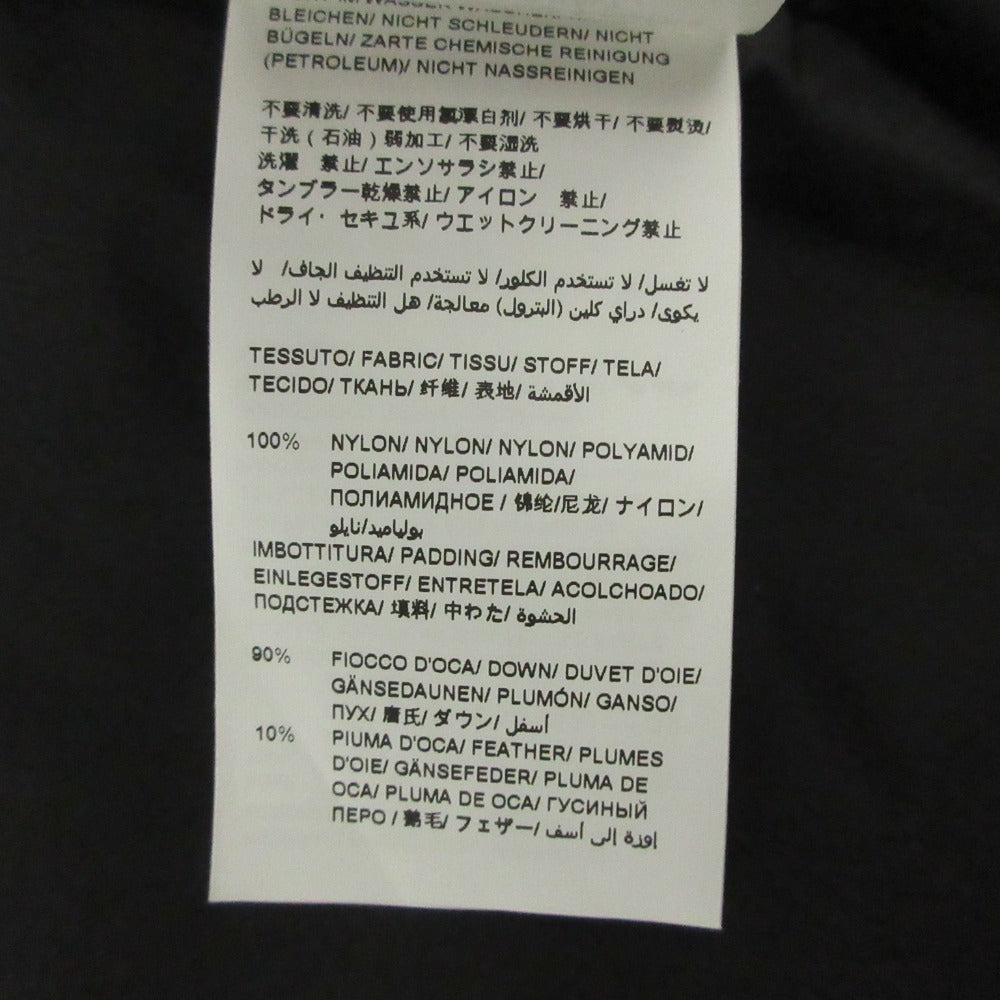 BLEICHEN/ NICHT SCHLEUDERN/ NICHT
BÜGELN/ ZARTE CHEMISCHE REINIGUNG
(PETROLEUM)/ NICHT NASSREINIGEN
不要清洗/ 不要使用氯漂白剂/ 不要烘干/ 不要熨烫/
干洗（石油）弱加工/ 不要湿洗
洗濯 禁止/ エンソサラシ禁止/
タンブラー乾燥禁止/ アイロン 禁止/
ドライ・セキユ系/ ウエットクリーニング禁止
لا تغسل/ لا تستخدم الكلور/ لا تستخدم التنظيف الجاف/ لا
يكوى/ دراي كلين (البترول) معالجة/ هل التنظيف لا الرطب
TESSUTO/ FABRIC/ TISSU/ STOFF/ TELA/
TECIDO/ ТКАНЬ/ 纤维/ 表地/ الأقمشة
100% NYLON/ NYLON/ NYLON/ POLYAMID/
POLIAMIDA/ POLIAMIDA/
ПОЛИАМИДНОЕ / 锦纶/尼龙/ ナイロン/
بولياميد/نايلو
IMBOTTITURA/ PADDING/ REMBOURRAGE/
EINLEGESTOFF/ ENTRETELA/ ACOLCHOADO/
ПОДСТЕЖКА/ 填料/ 中わた/ الحشوة
90% FIOCCO D'OCA/ DOWN/ DUVET D'OIE/
GÄNSEDAUNEN/ PLUMÓN/ GANSO/
ПУХ/ 唐氏/ ダウン/ أسفل
10% PIUMA D'OCA/ FEATHER/ PLUMES
D'OIE/ GÄNSEFEDER/ PLUMA DE
OCA/ PLUMA DE OCA/ ГУСИНЫЙ
ПЕРО / 鹅毛/ フェザー/ اوزة إلى أسف